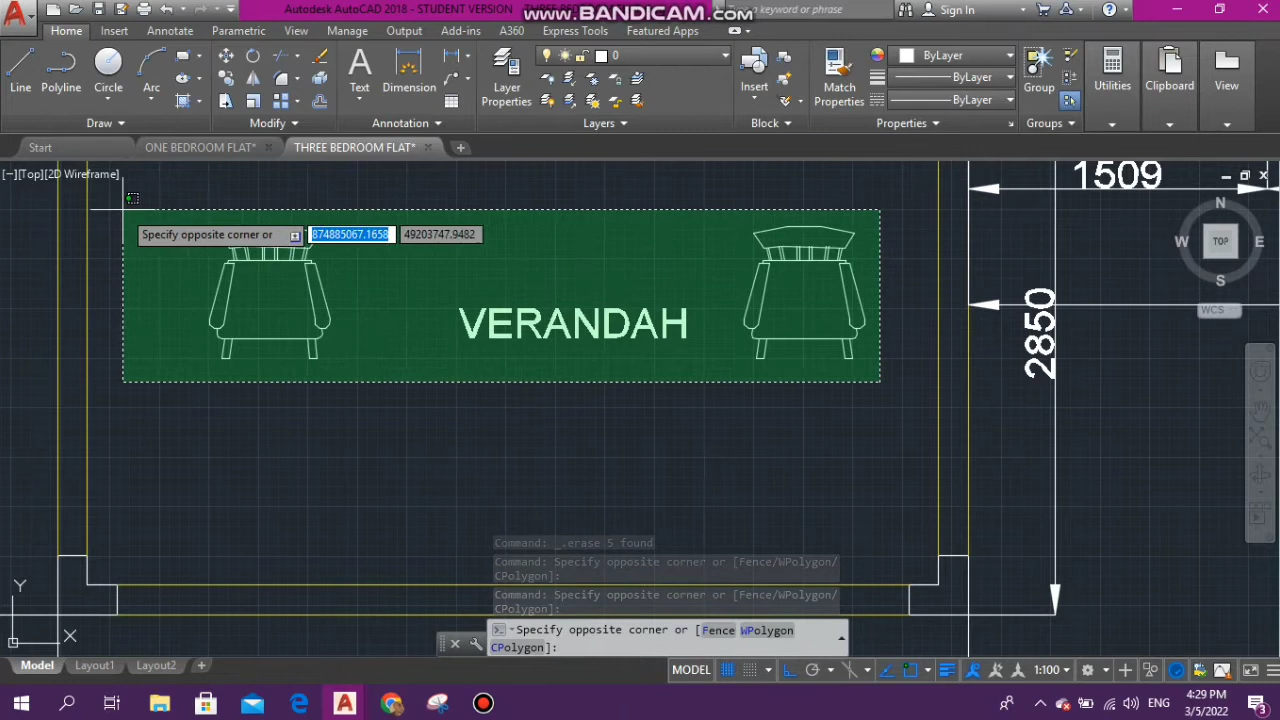 Autodesk AutoCAD 2018 - STUDENT VERSION
www.BANDICAM.com
keyword or phrase
Sign In
Home Insert Annotate Parametric View Manage Output Add-ins A360 Express Tools Featured Apps
0
ByLayer
ByLayer
ByLayer
Line Polyline Circle Arc Text Dimension Layer Properties Insert Match Properties Group Utilities Clipboard View
Draw Modify Annotation Layers Block Properties Groups
Start ONE BEDROOM FLAT* THREE BEDROOM FLAT*
[−][Top][2D Wireframe]
1509
N
W TOP E
S
WCS
Specify opposite corner or 874885067.1658 49203747.9482
VERANDAH
2850
Command: _.erase 5 found
Command: Specify opposite corner or [Fence/WPolygon/
CPolygon]:
Command: Specify opposite corner or [Fence/WPolygon/
CPolygon]:
Specify opposite corner or [Fence WPolygon
CPolygon]:
Y
X
Model Layout1 Layout2
MODEL 1:100
ENG
4:29 PM
3/5/2022
3